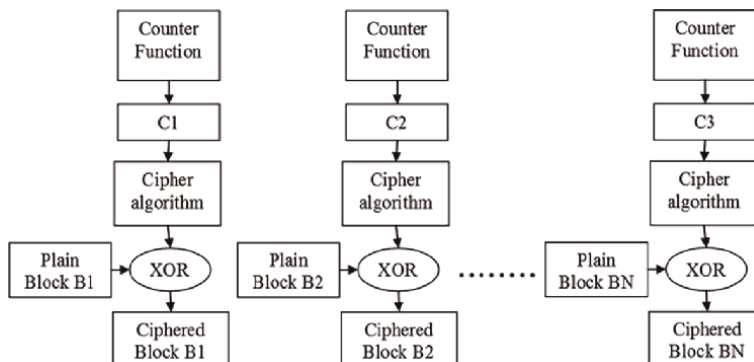 Counter
Function
Counter
Function
Counter
Function
C1
C2
C3
Cipher
algorithm
Cipher
algorithm
Cipher
algorithm
Plain
Block B1
XOR
Plain
Block B2
XOR
Plain
Block BN
XOR
Ciphered
Block B1
Ciphered
Block B2
Ciphered
Block BN